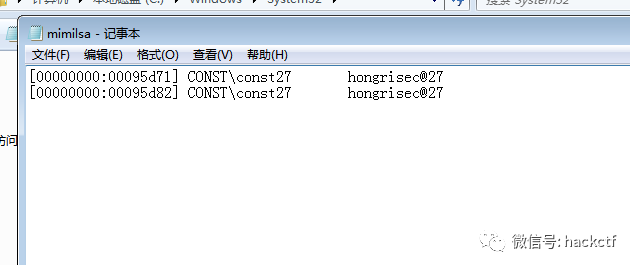 计算机 ▸ 本地磁盘 (C:) ▸ Windows ▸ System32 ▸
搜索 System32
mimilsa - 记事本
文件(F) 编辑(E) 格式(O) 查看(V) 帮助(H)
[00000000:00095d71] CONST\const27 hongrisec@27
[00000000:00095d82] CONST\const27 hongrisec@27
访问
微信号: hackctf